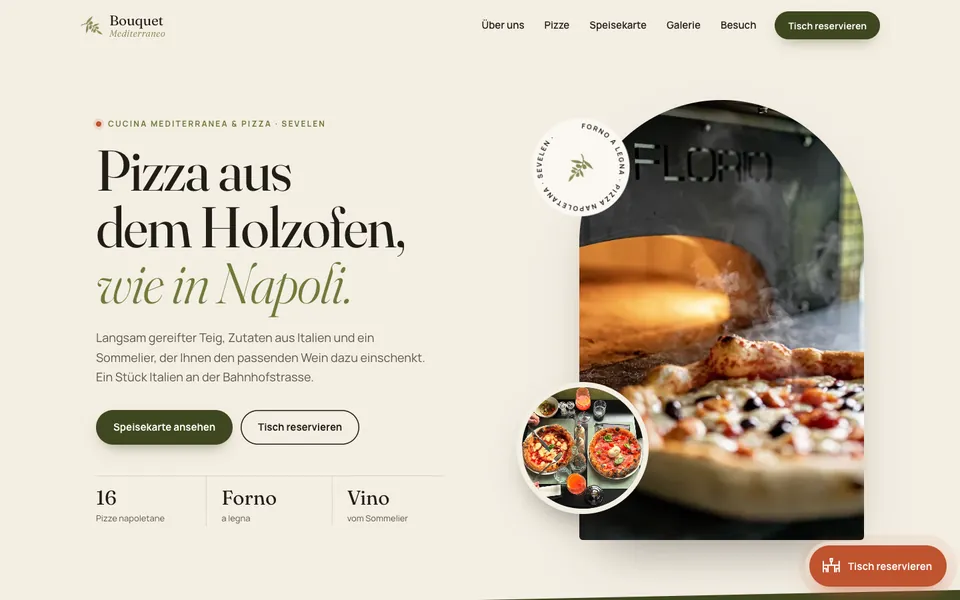 Bouquet
Mediterraneo
Über uns
Pizze
Speisekarte
Galerie
Besuch
Tisch reservieren
CUCINA MEDITERRANEA & PIZZA · SEVELEN
Pizza aus
dem Holzofen,
wie in Napoli.
Langsam gereifter Teig, Zutaten aus Italien und ein
Sommelier, der Ihnen den passenden Wein dazu einschenkt.
Ein Stück Italien an der Bahnhofstrasse.
Speisekarte ansehen
Tisch reservieren
16
Pizze napoletane
Forno
a legna
Vino
vom Sommelier
FORNO A LEGNA · PIZZA NAPOLETANA · SEVELEN ·
FLORIO
Tisch reservieren